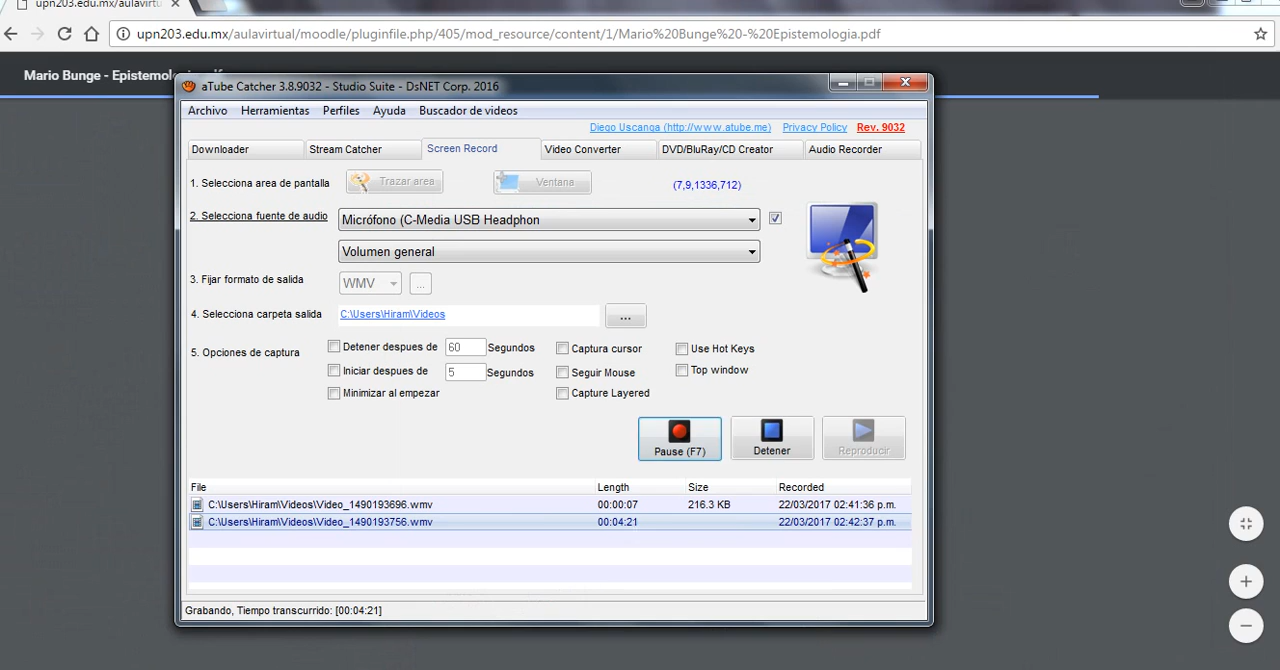 upn203.edu.mx/aulavirtu
upn203.edu.mx/aulavirtual/moodle/pluginfile.php/405/mod_resource/content/1/Mario%20Bunge%20-%20Epistemologia.pdf
Mario Bunge - Epistemol
aTube Catcher 3.8.9032 - Studio Suite - DsNET Corp. 2016
Archivo Herramientas Perfiles Ayuda Buscador de videos
Diego Uscanga (http://www.atube.me) Privacy Policy Rev. 9032
Downloader Stream Catcher Screen Record Video Converter DVD/BluRay/CD Creator Audio Recorder
1. Selecciona area de pantalla Trazar area Ventana (7,9,1336,712)
2. Selecciona fuente de audio Micrófono (C-Media USB Headphon
Volumen general
3. Fijar formato de salida WMV ...
4. Selecciona carpeta salida C:\Users\Hiram\Videos ...
5. Opciones de captura Detener despues de 60 Segundos Captura cursor Use Hot Keys
Iniciar despues de 5 Segundos Seguir Mouse Top window
Minimizar al empezar Capture Layered
Pause (F7) Detener Reproducir
File Length Size Recorded
C:\Users\Hiram\Videos\Video_1490193696.wmv 00:00:07 216.3 KB 22/03/2017 02:41:36 p.m.
C:\Users\Hiram\Videos\Video_1490193756.wmv 00:04:21 22/03/2017 02:42:37 p.m.
Grabando, Tiempo transcurrido: [00:04:21]